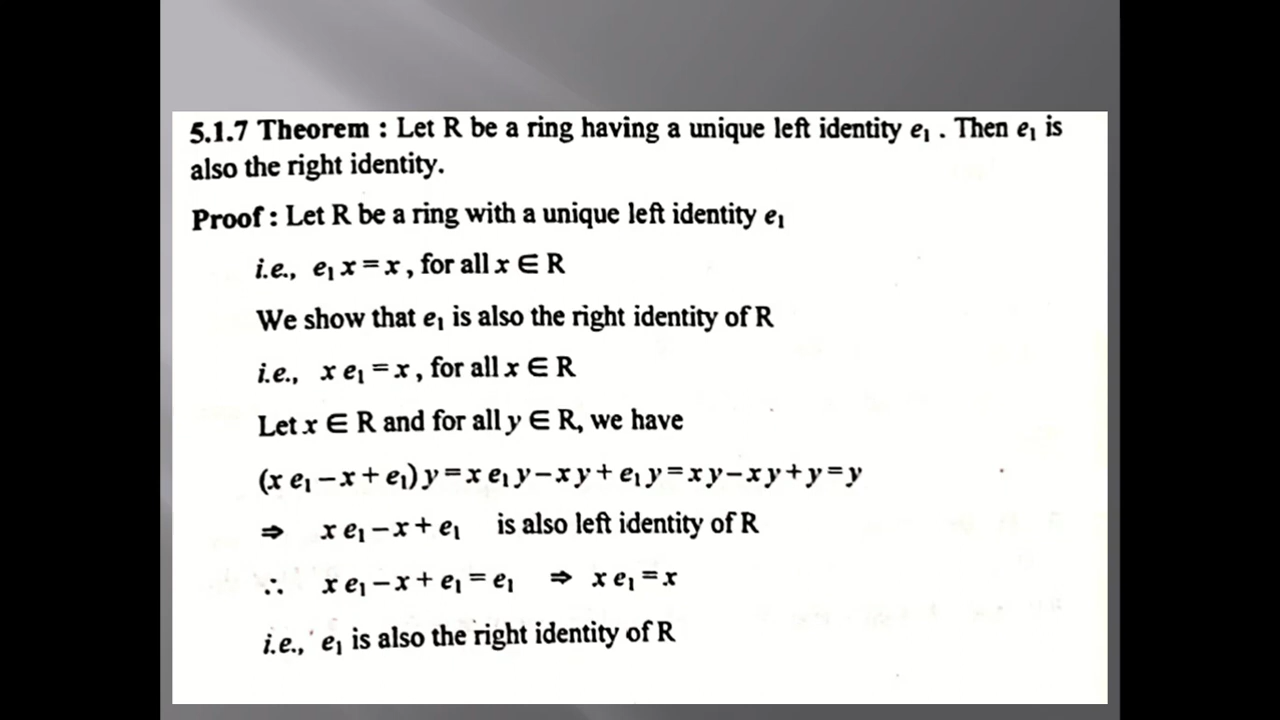 5.1.7 Theorem : Let R be a ring having a unique left identity e₁ . Then e₁ is
also the right identity.
Proof : Let R be a ring with a unique left identity e₁
i.e., e₁ x = x , for all x ∈ R
We show that e₁ is also the right identity of R
i.e., x e₁ = x , for all x ∈ R
Let x ∈ R and for all y ∈ R, we have
(x e₁ – x + e₁) y = x e₁ y – x y + e₁ y = x y – x y + y = y
⇒ x e₁ – x + e₁ is also left identity of R
∴ x e₁ – x + e₁ = e₁ ⇒ x e₁ = x
i.e., e₁ is also the right identity of R